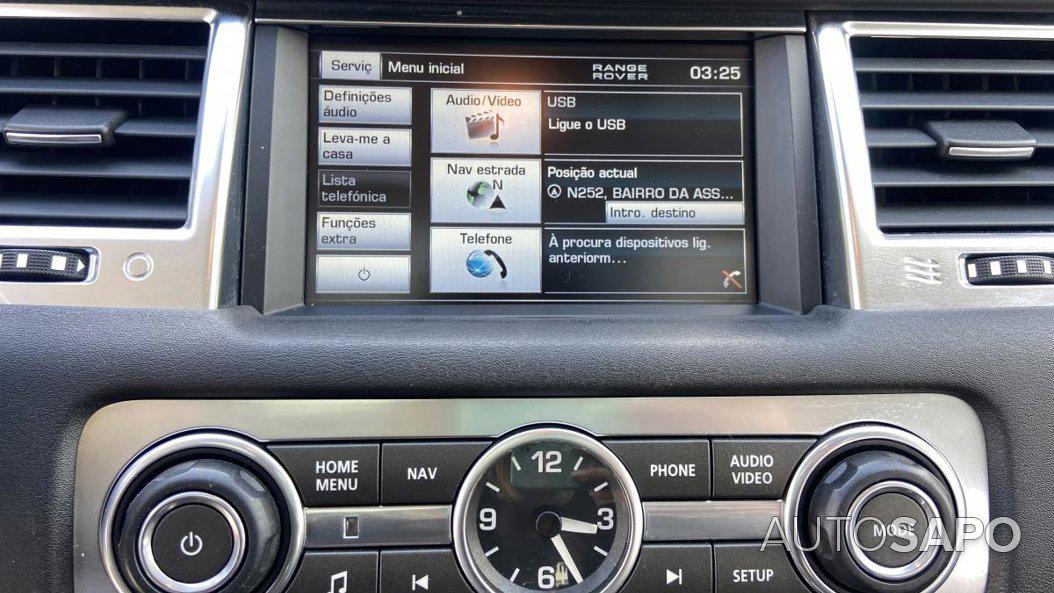 Serviç
Menu inicial
RANGE
ROVER
03:25
Definições
áudio
Leva-me a
casa
Lista
telefónica
Funções
extra
Audio/Vídeo
USB
Ligue o USB
Nav estrada
N
Posição actual
N252, BAIRRO DA ASS...
Intro. destino
Telefone
À procura dispositivos lig.
anteriorm...
HOME
MENU
NAV
12
3
6
9
PHONE
AUDIO
VIDEO
MODE
SETUP
AUTOSAPO